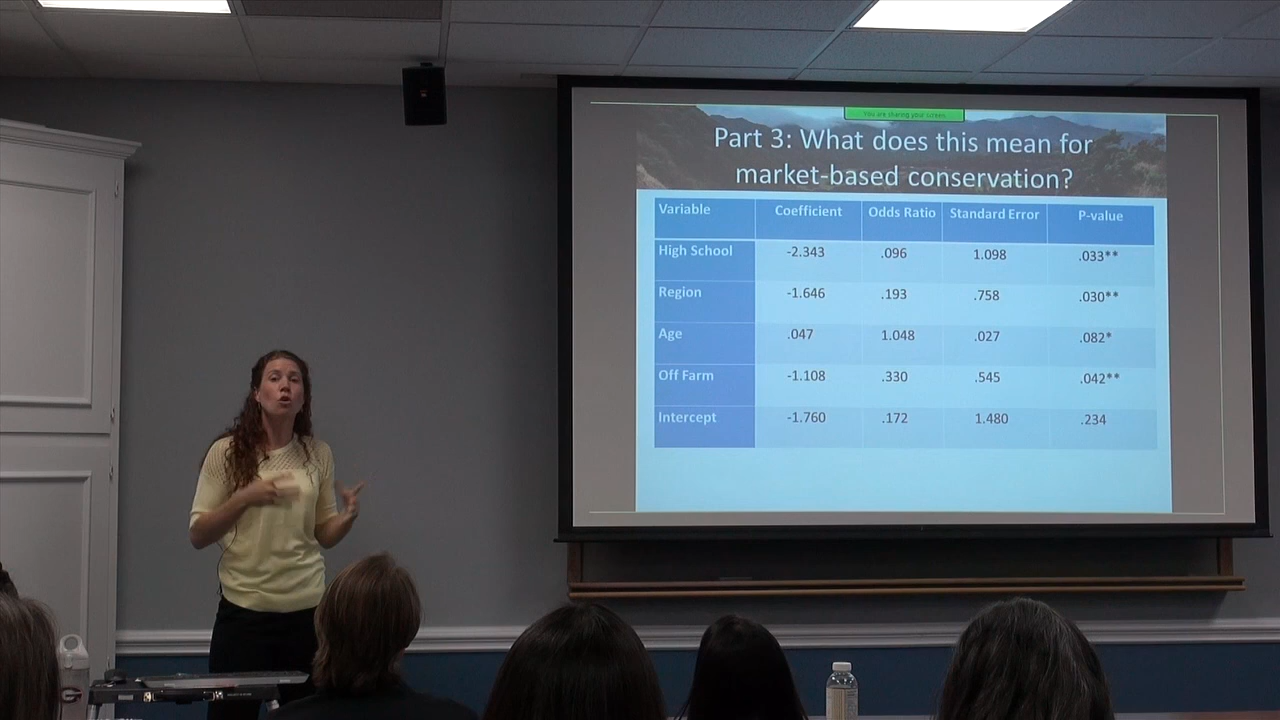 You are sharing your screen
Part 3: What does this mean for
market-based conservation?
Variable Coefficient Odds Ratio Standard Error P-value
High School -2.343 .096 1.098 .033**
Region -1.646 .193 .758 .030**
Age .047 1.048 .027 .082*
Off Farm -1.108 .330 .545 .042**
Intercept -1.760 .172 1.480 .234